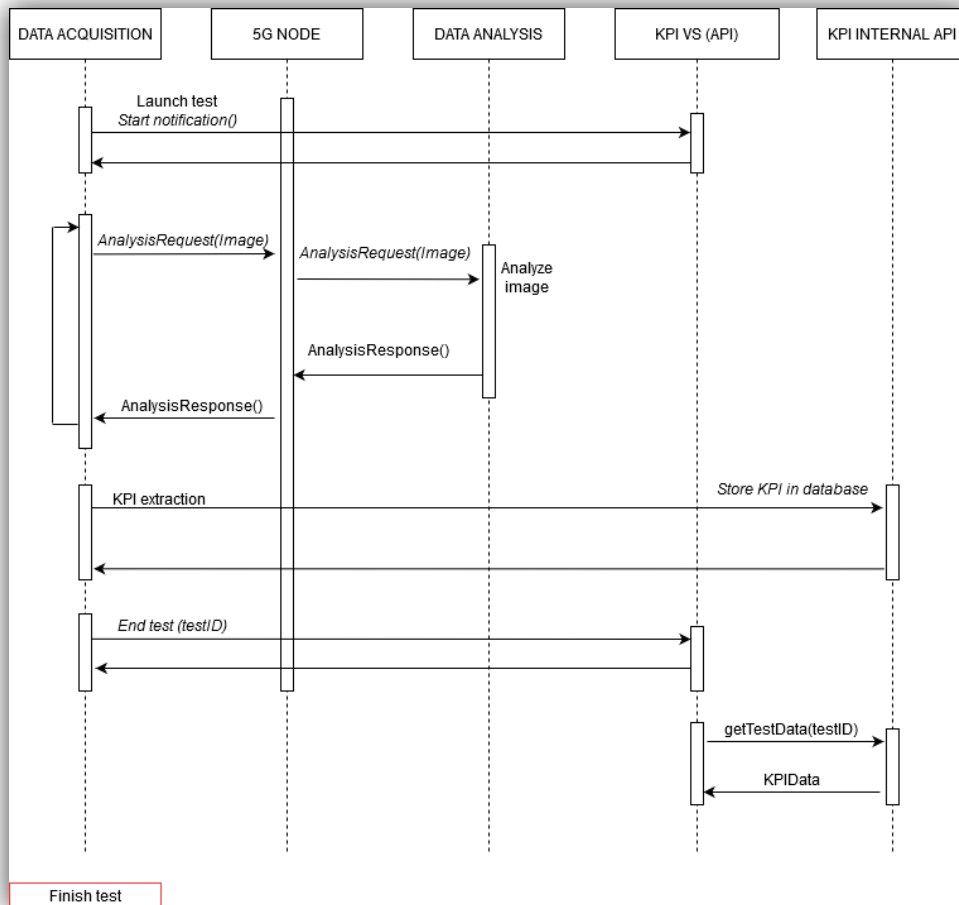 DATA ACQUISITION
5G NODE
DATA ANALYSIS
KPI VS (API)
KPI INTERNAL API
Launch test
Start notification()
AnalysisRequest(Image)
AnalysisRequest(Image)
Analyze
image
AnalysisResponse()
AnalysisResponse()
KPI extraction
Store KPI in database
End test (testID)
getTestData(testID)
KPIData
Finish test